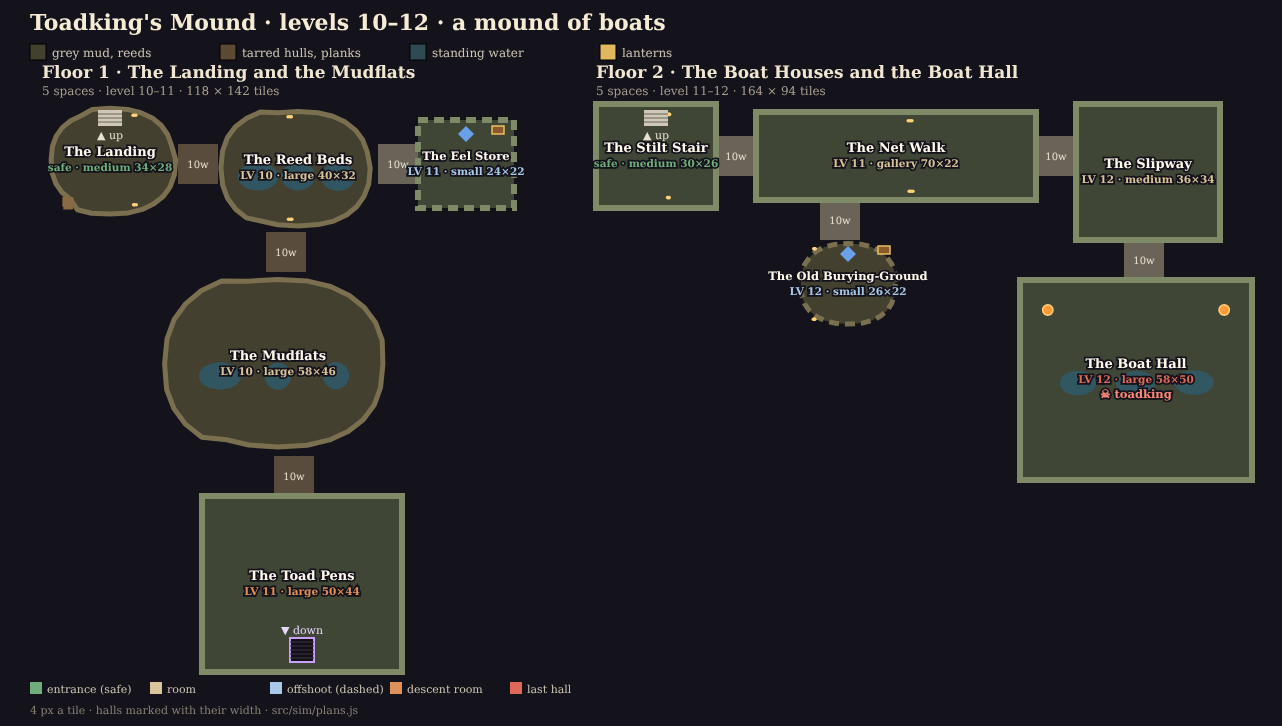 Toadking's Mound · levels 10–12 · a mound of boats
grey mud, reeds
tarred hulls, planks
standing water
lanterns
Floor 1 · The Landing and the Mudflats
5 spaces · level 10–11 · 118 × 142 tiles
▲ up
The Landing
safe · medium 34×28
10w
The Reed Beds
LV 10 · large 40×32
10w
The Eel Store
LV 11 · small 24×22
10w
The Mudflats
LV 10 · large 58×46
10w
The Toad Pens
LV 11 · large 50×44
▼ down
Floor 2 · The Boat Houses and the Boat Hall
5 spaces · level 11–12 · 164 × 94 tiles
▲ up
The Stilt Stair
safe · medium 30×26
10w
The Net Walk
LV 11 · gallery 70×22
10w
The Slipway
LV 12 · medium 36×34
10w
The Old Burying-Ground
LV 12 · small 26×22
10w
The Boat Hall
LV 12 · large 58×50
☠ toadking
entrance (safe)
room
offshoot (dashed)
descent room
last hall
4 px a tile · halls marked with their width · src/sim/plans.js